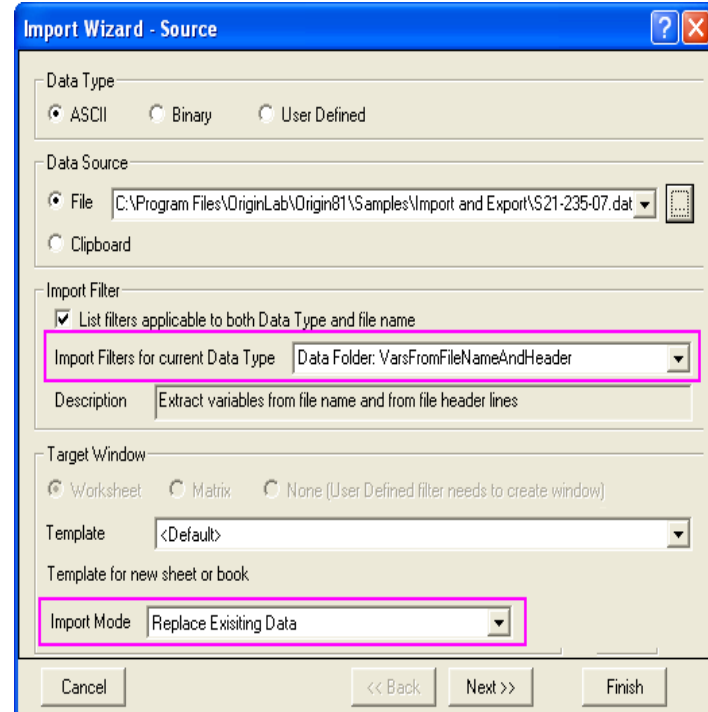 Import Wizard - Source
Data Type
ASCII Binary User Defined
Data Source
File C:\Program Files\OriginLab\Origin81\Samples\Import and Export\S21-235-07.dat ...
Clipboard
Import Filter
List filters applicable to both Data Type and file name
Import Filters for current Data Type Data Folder: VarsFromFileNameAndHeader
Description Extract variables from file name and from file header lines
Target Window
Worksheet Matrix None (User Defined filter needs to create window)
Template <Default>
Template for new sheet or book
Import Mode Replace Exisiting Data
Cancel << Back Next >> Finish